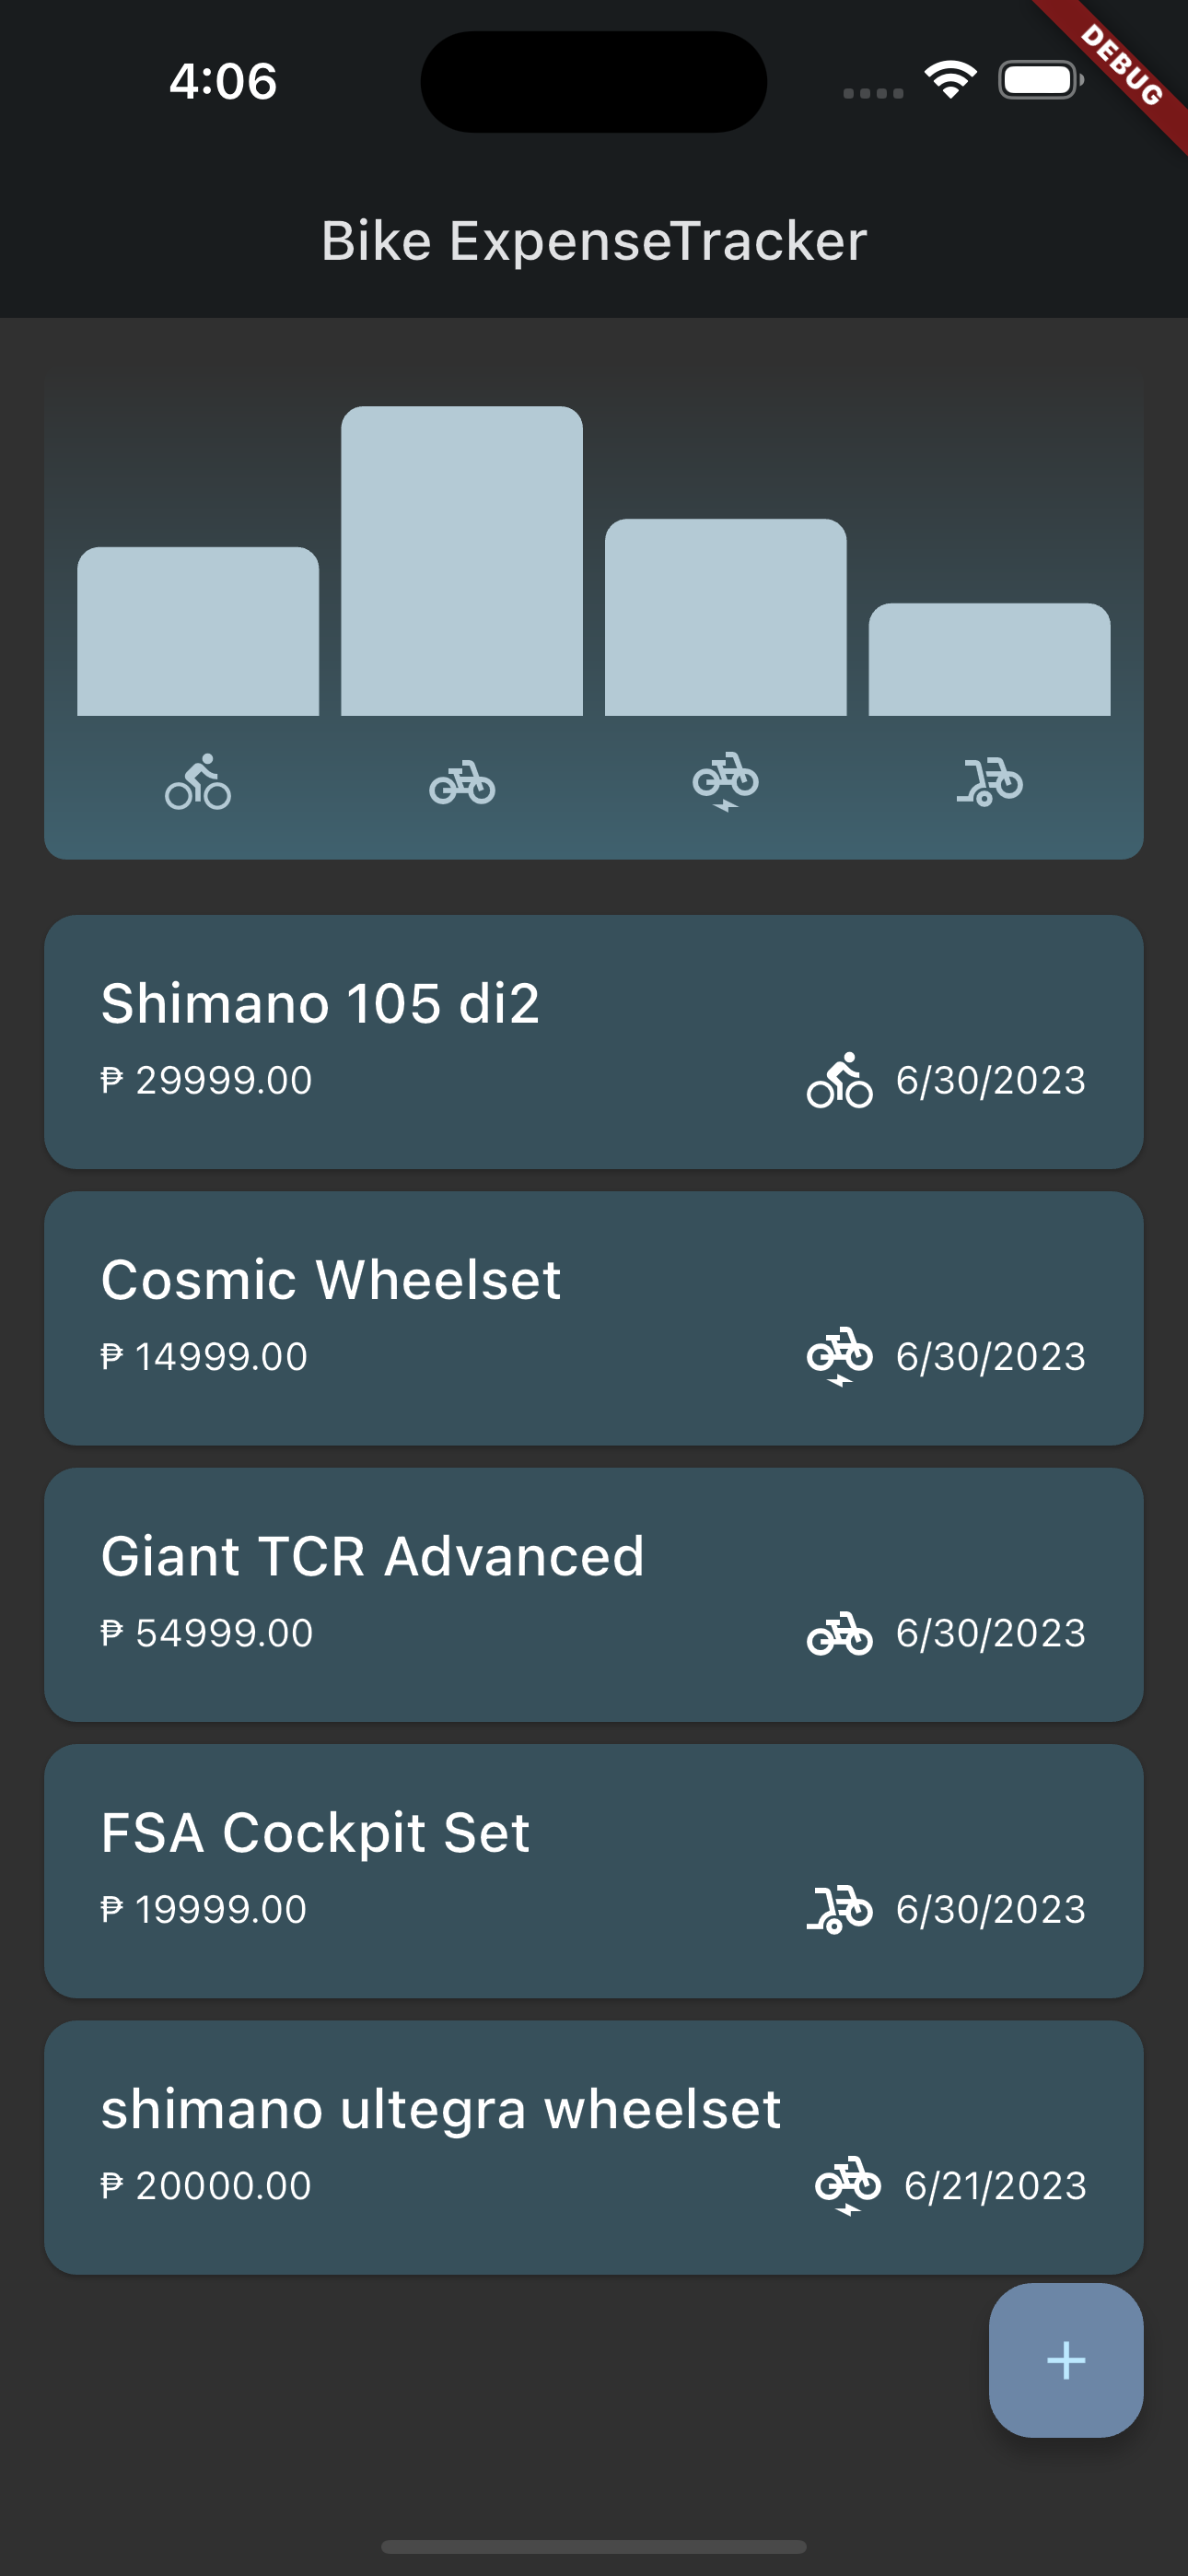 4:06
DEBUG
Bike ExpenseTracker
Shimano 105 di2
₱ 29999.00
6/30/2023
Cosmic Wheelset
₱ 14999.00
6/30/2023
Giant TCR Advanced
₱ 54999.00
6/30/2023
FSA Cockpit Set
₱ 19999.00
6/30/2023
shimano ultegra wheelset
₱ 20000.00
6/21/2023